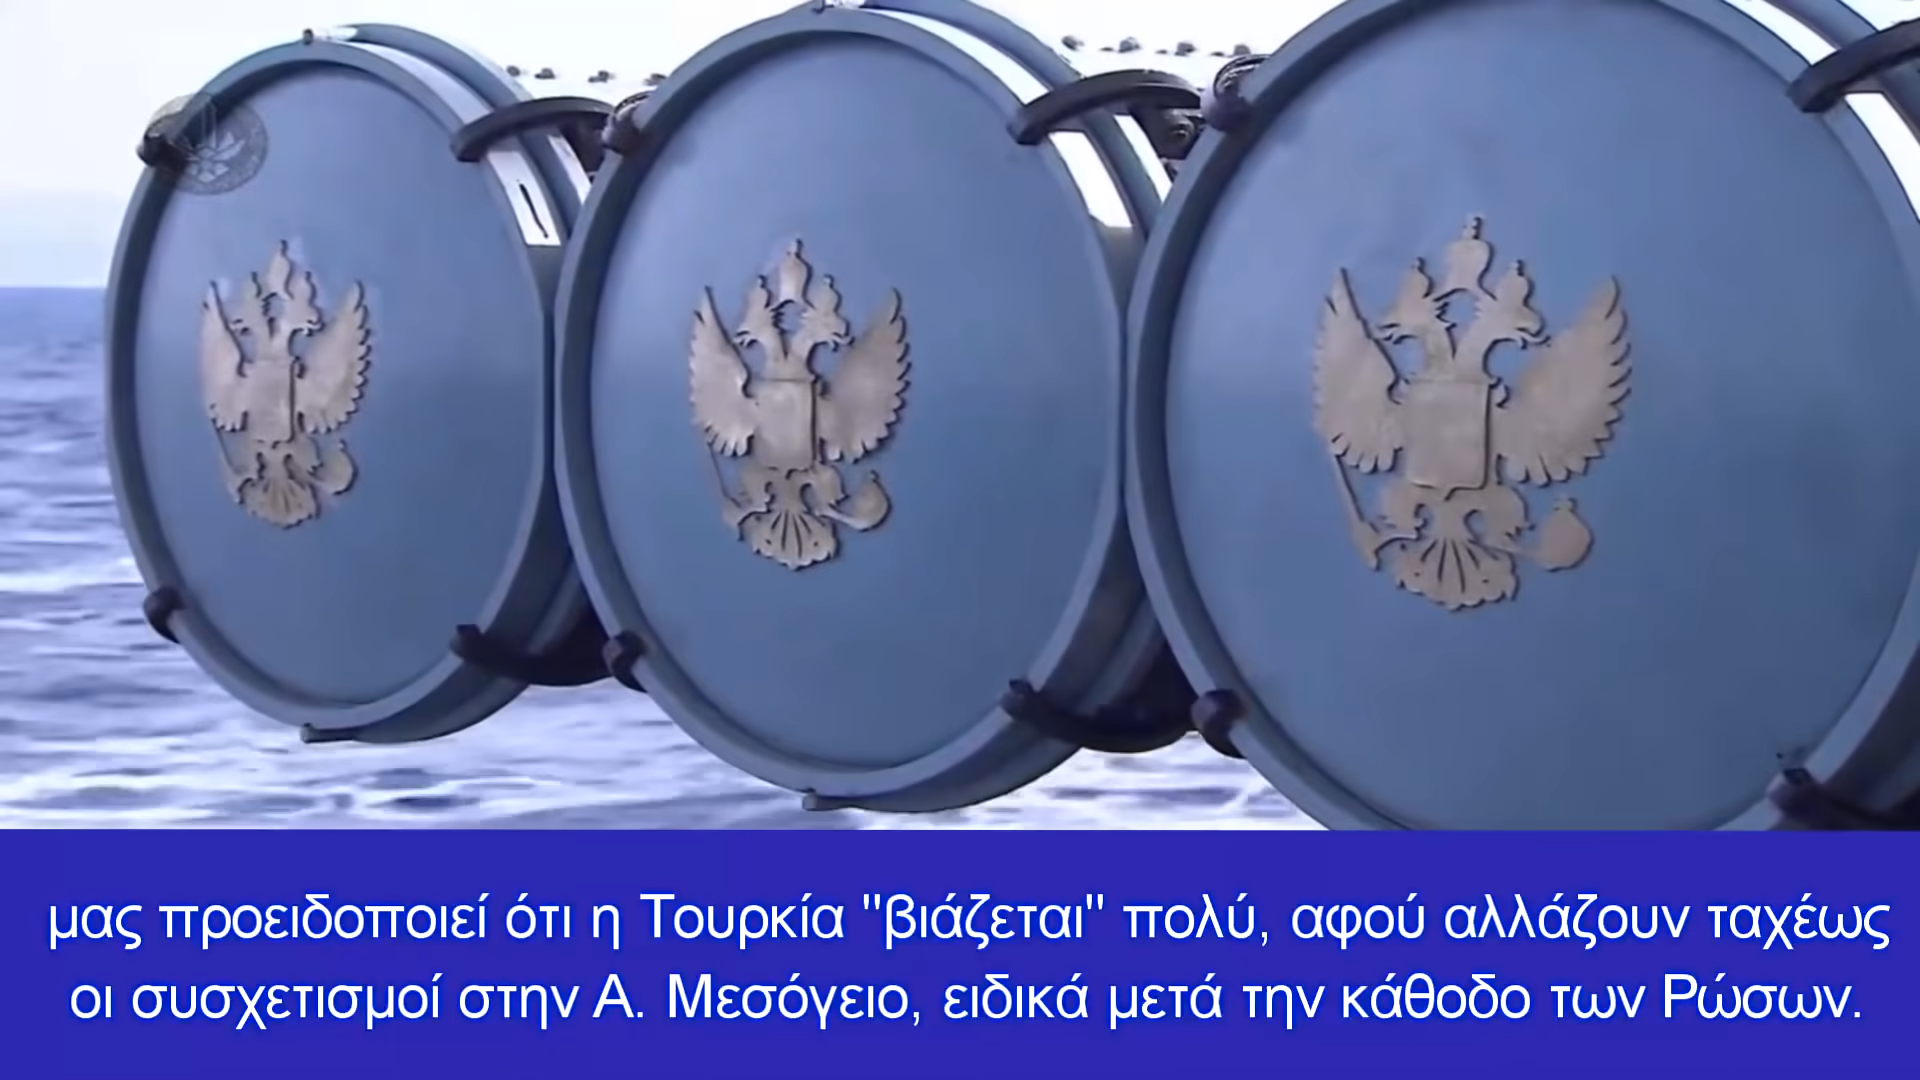 μας προειδοποιεί ότι η Τουρκία "βιάζεται" πολύ, αφού αλλάζουν ταχέως
οι συσχετισμοί στην Α. Μεσόγειο, ειδικά μετά την κάθοδο των Ρώσων.